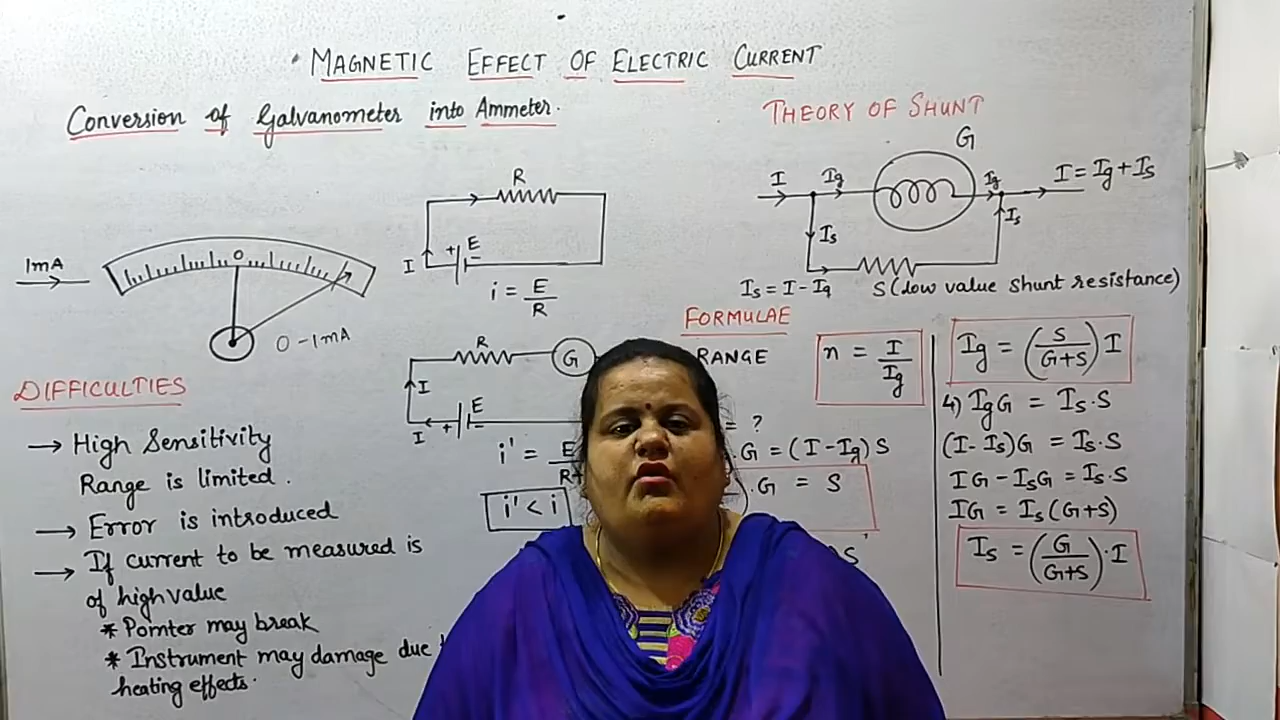 MAGNETIC EFFECT OF ELECTRIC CURRENT
Conversion of Galvanometer into Ammeter.
1mA
0
0-1mA
DIFFICULTIES
→ High Sensitivity
Range is limited.
→ Error is introduced
→ If current to be measured is
of high value
* Pointer may break
* Instrument may damage due
heating effects.
R
I
+ E -
i = E/R
R
G
I
I
+ E -
i' = E
R
i' < i
THEORY OF SHUNT
G
I Ig Ig I = Ig + Is
Is Is
Is = I - Ig S (low value shunt resistance)
FORMULAE
RANGE n = I/Ig
= ?
.G = (I-Ig) S
.G = S
S
Ig = (S/G+S) I
4) IgG = Is.S
(I-Is)G = Is.S
IG - IsG = Is.S
IG = Is(G+S)
Is = (G/G+S).I